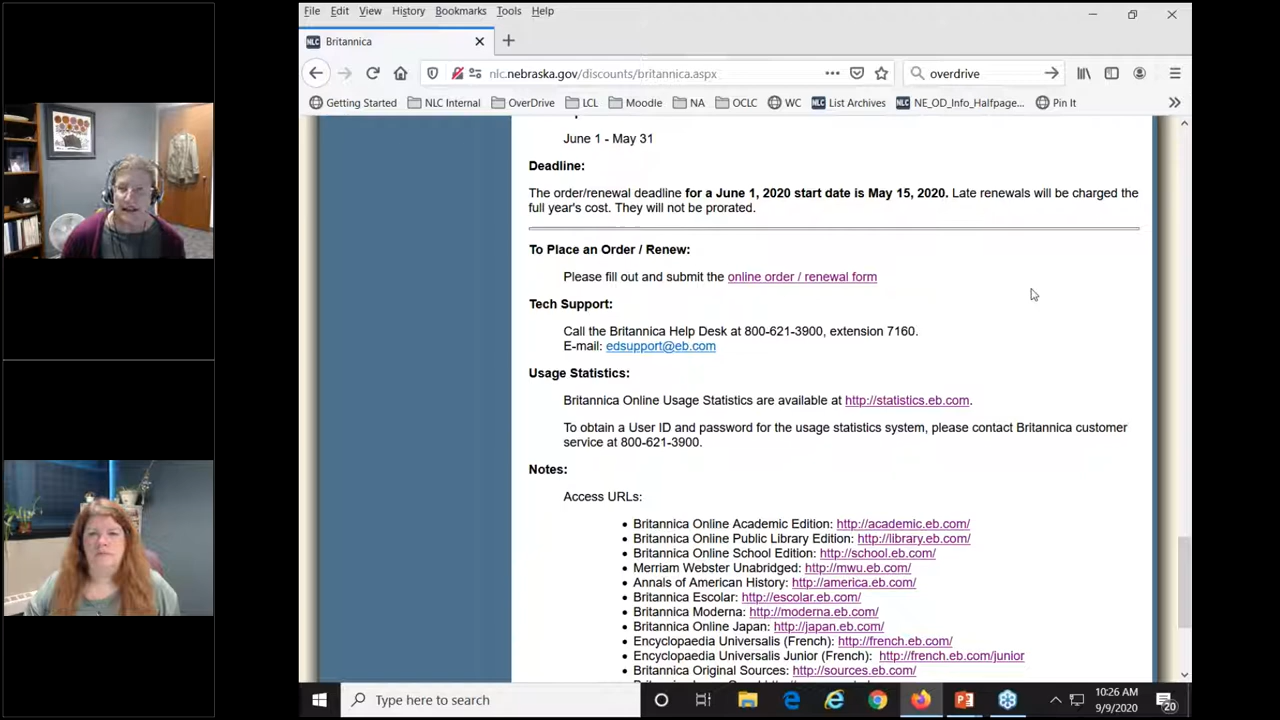 File Edit View History Bookmarks Tools Help
NLC Britannica
nlc.nebraska.gov/discounts/britannica.aspx
overdrive
Getting Started NLC Internal OverDrive LCL Moodle NA OCLC WC NLC List Archives NLC NE_OD_Info_Halfpage... Pin It
June 1 - May 31
Deadline:
The order/renewal deadline for a June 1, 2020 start date is May 15, 2020. Late renewals will be charged the
full year's cost. They will not be prorated.
To Place an Order / Renew:
Please fill out and submit the online order / renewal form
Tech Support:
Call the Britannica Help Desk at 800-621-3900, extension 7160.
E-mail: edsupport@eb.com
Usage Statistics:
Britannica Online Usage Statistics are available at http://statistics.eb.com.
To obtain a User ID and password for the usage statistics system, please contact Britannica customer
service at 800-621-3900.
Notes:
Access URLs:
• Britannica Online Academic Edition: http://academic.eb.com/
• Britannica Online Public Library Edition: http://library.eb.com/
• Britannica Online School Edition: http://school.eb.com/
• Merriam Webster Unabridged: http://mwu.eb.com/
• Annals of American History: http://america.eb.com/
• Britannica Escolar: http://escolar.eb.com/
• Britannica Moderna: http://moderna.eb.com/
• Britannica Online Japan: http://japan.eb.com/
• Encyclopaedia Universalis (French): http://french.eb.com/
• Encyclopaedia Universalis Junior (French): http://french.eb.com/junior
• Britannica Original Sources: http://sources.eb.com/
Type here to search
10:26 AM
9/9/2020
20